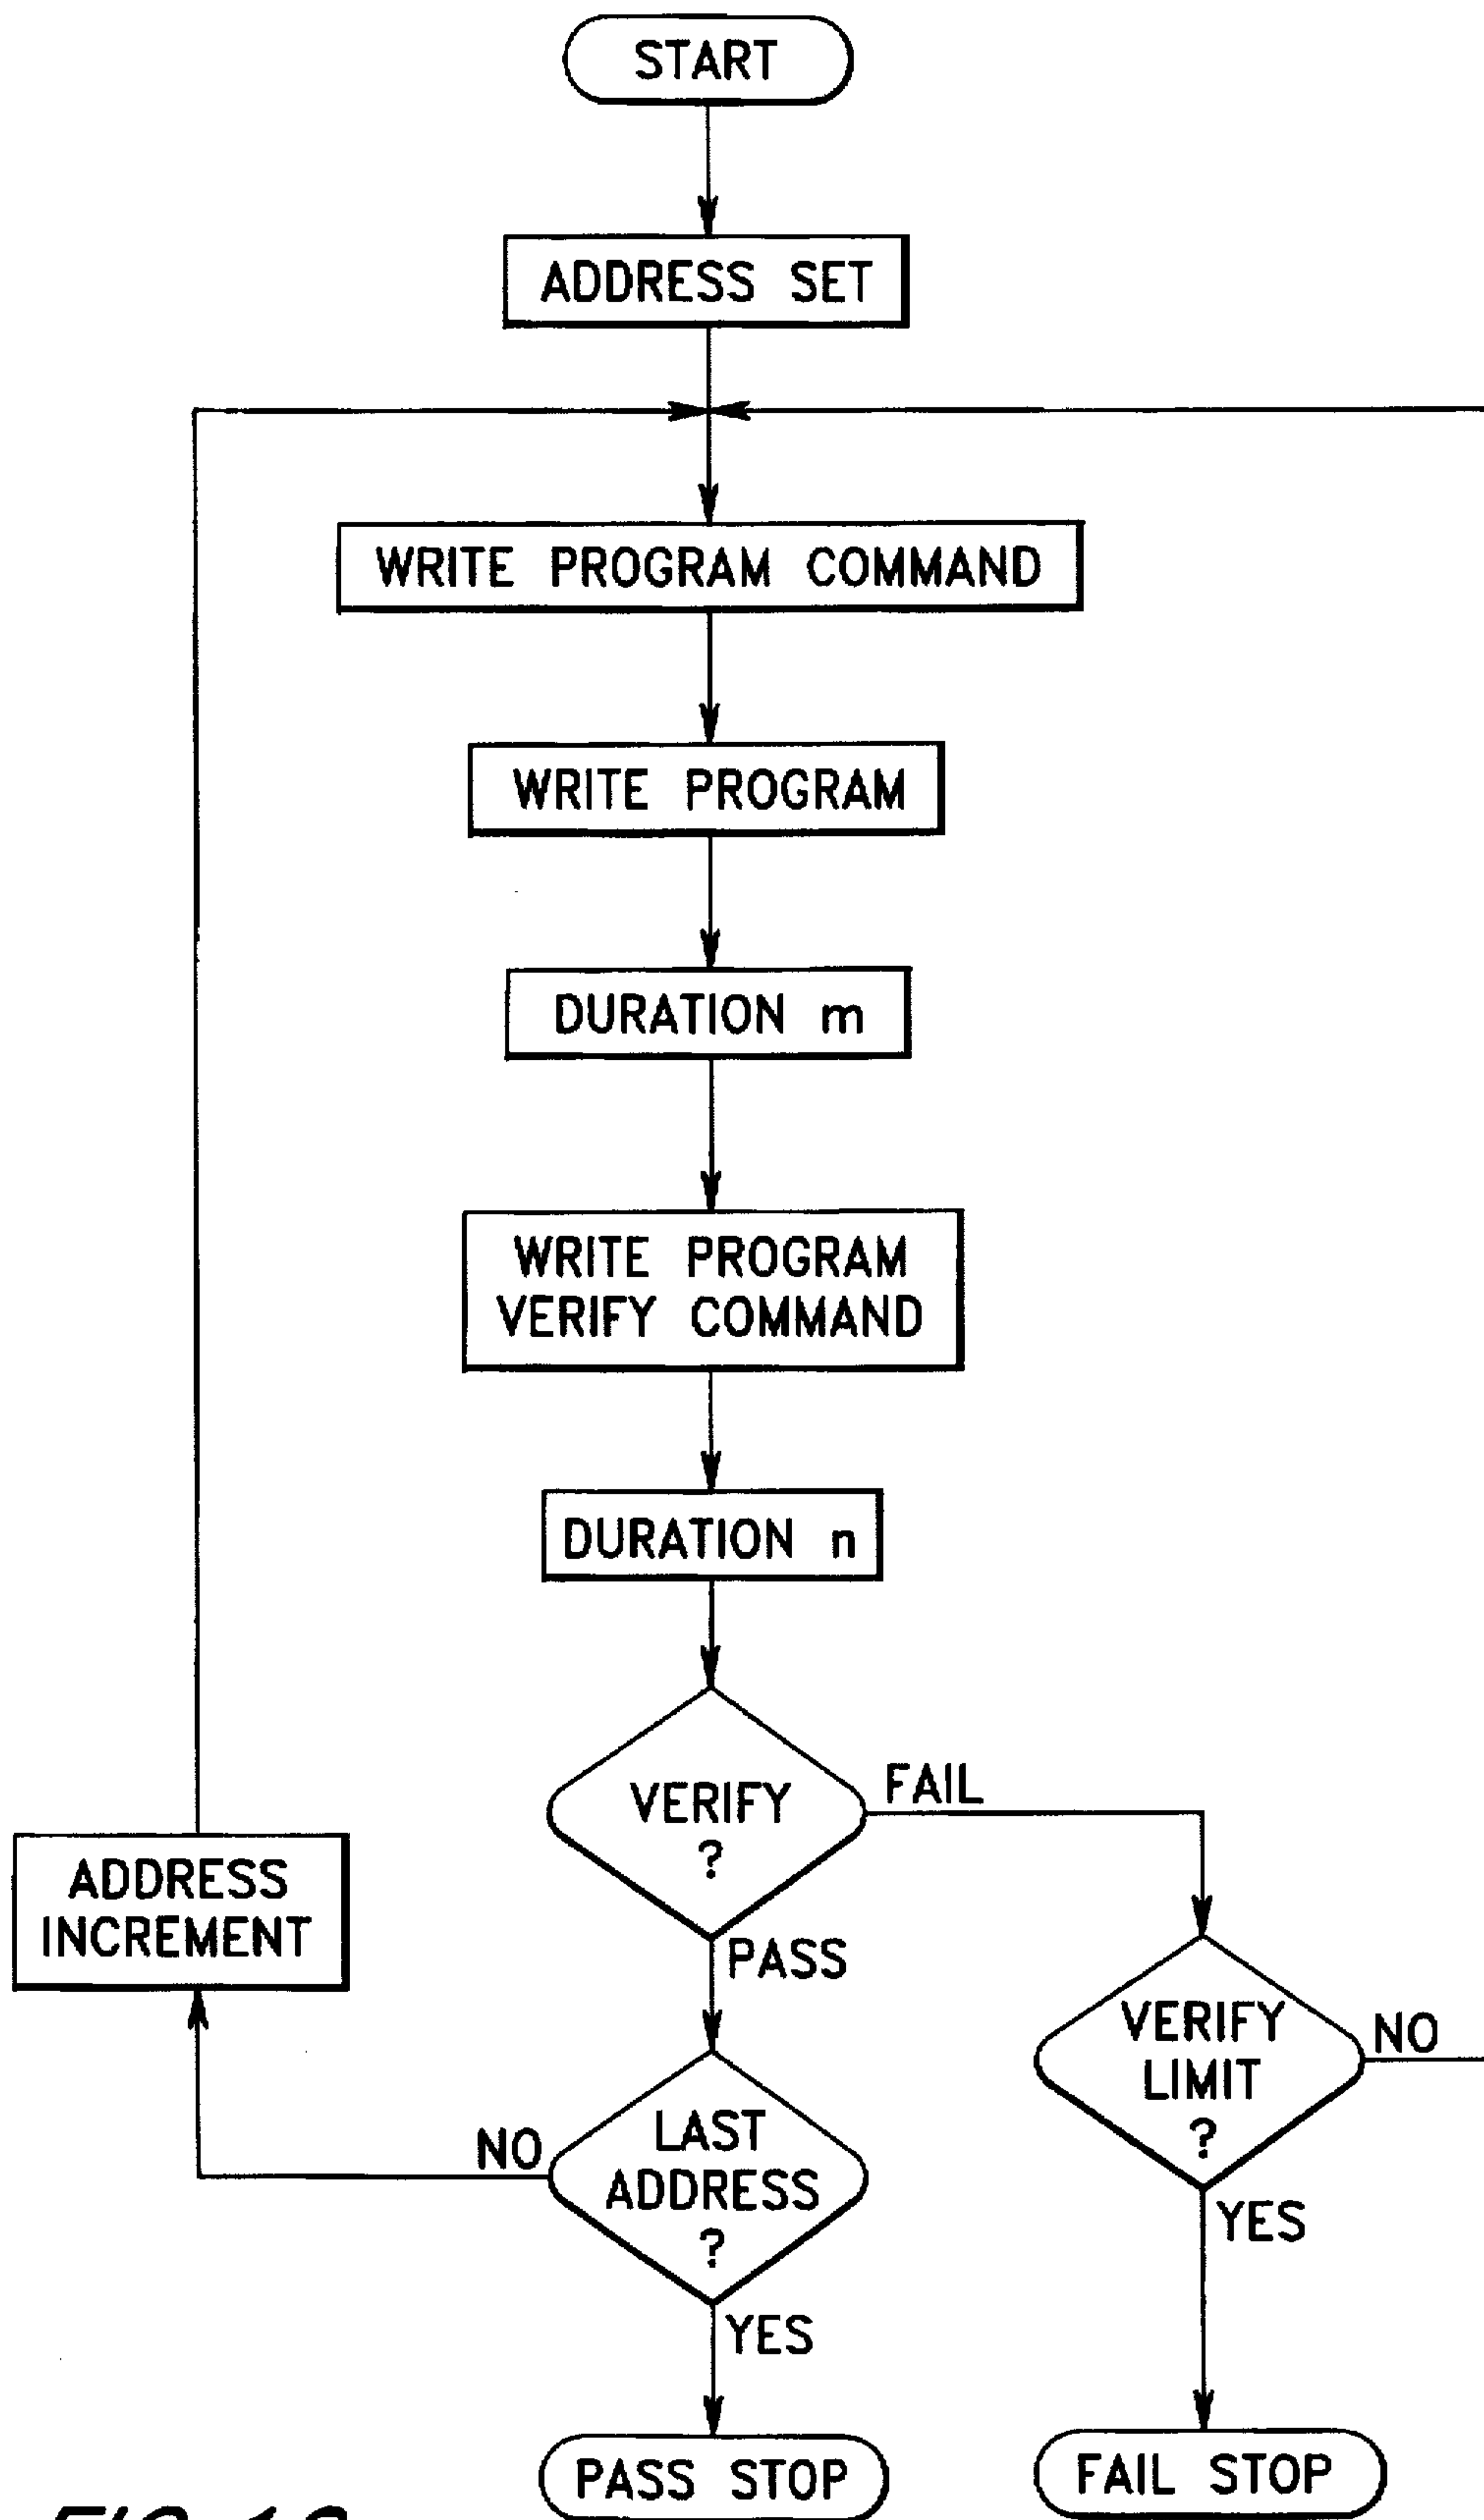 START
ADDRESS SET
WRITE PROGRAM COMMAND
WRITE PROGRAM
DURATION m
WRITE PROGRAM
VERIFY COMMAND
DURATION n
VERIFY
?
FAIL
PASS
ADDRESS
INCREMENT
VERIFY
LIMIT
?
NO
YES
LAST
ADDRESS
?
NO
YES
PASS STOP
FAIL STOP